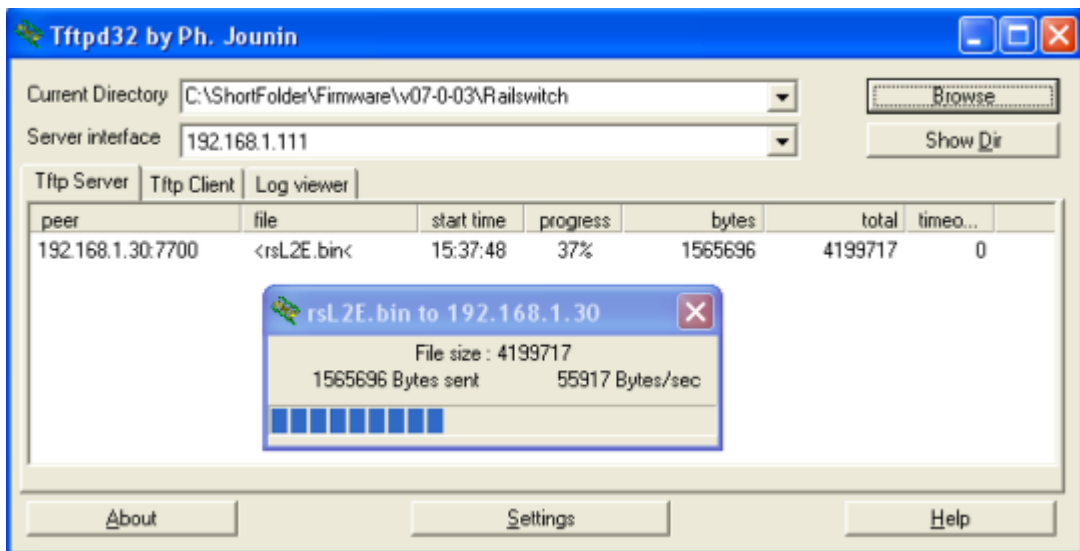 Tftpd32 by Ph. Jounin
Current Directory C:\ShortFolder\Firmware\v07-0-03\Railswitch Browse
Server interface 192.168.1.111 Show Dir
Tftp Server Tftp Client Log viewer
peer file start time progress bytes total timeo...
192.168.1.30:7700 <rsL2E.bin< 15:37:48 37% 1565696 4199717 0
rsL2E.bin to 192.168.1.30
File size : 4199717
1565696 Bytes sent 55917 Bytes/sec
About Settings Help